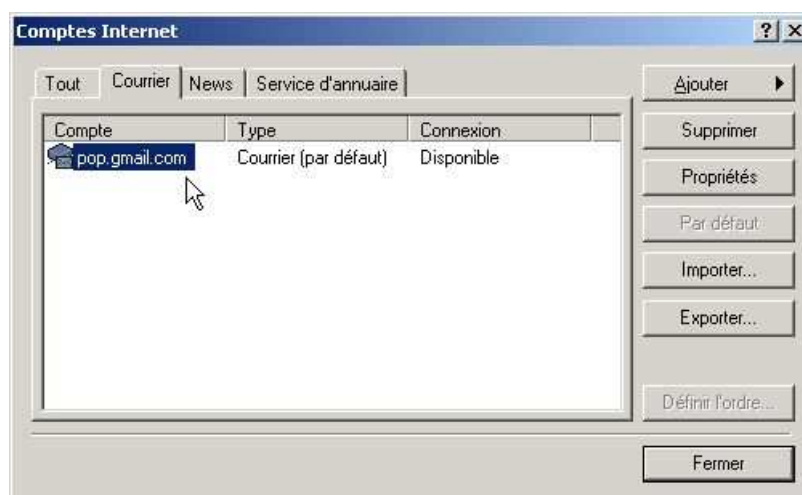 Comptes Internet
Tout Courrier News Service d'annuaire
Ajouter
Compte Type Connexion
Supprimer
pop.gmail.com Courrier (par défaut) Disponible
Propriétés
Par défaut
Importer...
Exporter...
Définir l'ordre...
Fermer